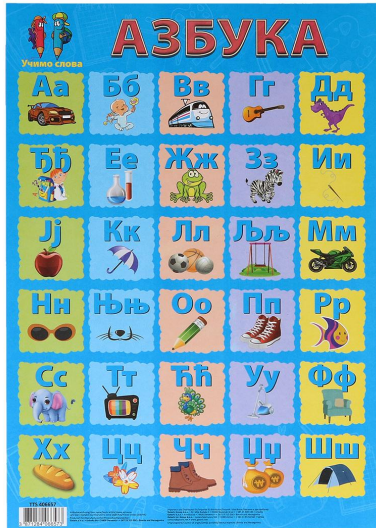 АЗБУКА
Учимо слова
Аа Бб Вв Гг Дд
Ђђ Ее Жж Зз Ии
Јј Кк Лл Љљ Мм
Нн Њњ Оо Пп Рр
Сс Тт Ћћ Уу Фф
Хх Цц Чч Џџ Шш